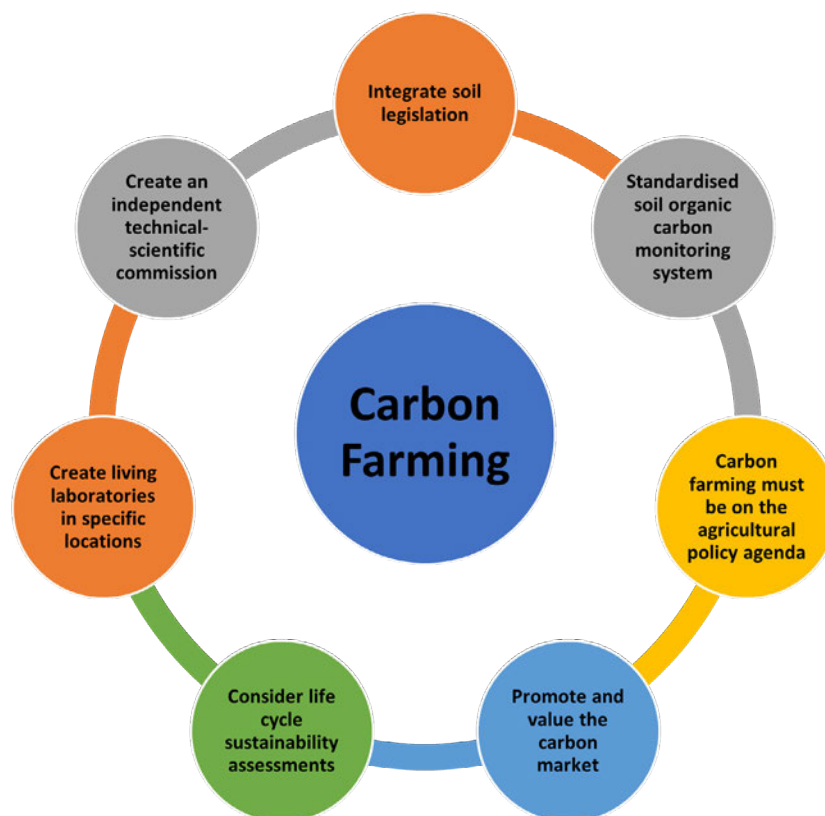 Integrate soil
legislation
Standardised
soil organic
carbon
monitoring
system
Carbon
farming must
be on the
agricultural
policy agenda
Promote and
value the
carbon
market
Consider life
cycle
sustainability
assessments
Create living
laboratories
in specific
locations
Create an
independent
technical-
scientific
commission
Carbon
Farming